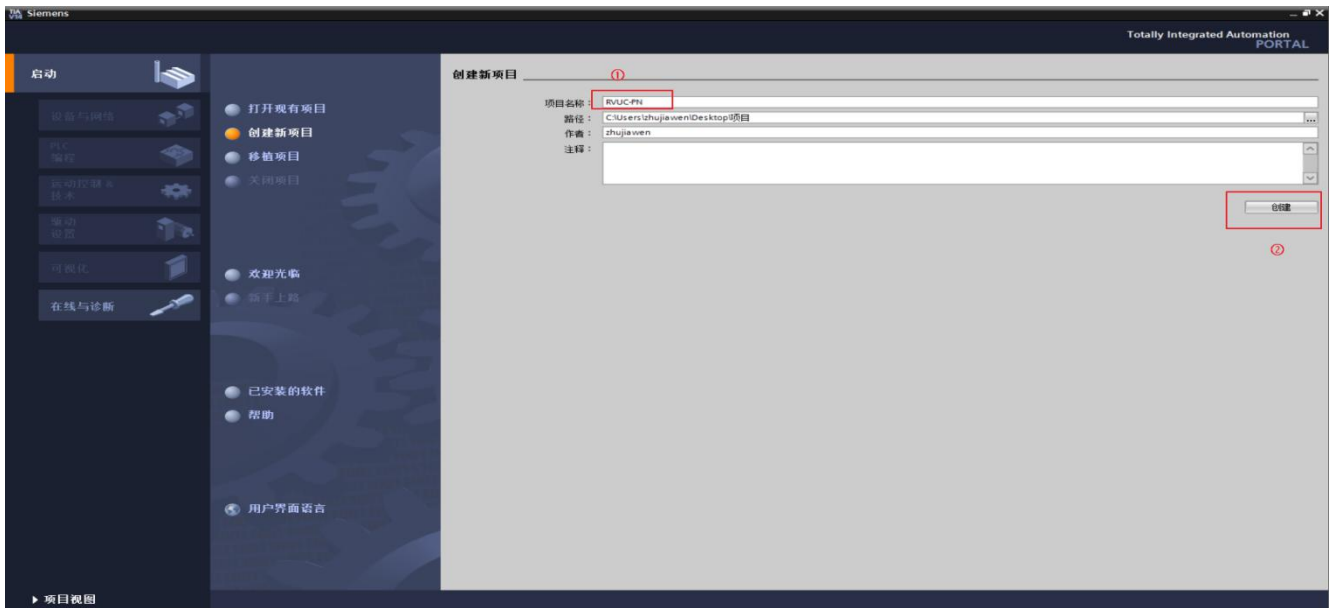 Siemens
Totally Integrated Automation
PORTAL
启动
设备与网络
PLC
编程
运动控制 &
技术
驱动
设置
可视化
在线与诊断
打开现有项目
创建新项目
移植项目
关闭项目
欢迎光临
新手上路
已安装的软件
帮助
用户界面语言
创建新项目
①
项目名称：
RVUC-PN
路径：
C:\Users\zhujiawen\Desktop\项目
...
作者：
zhujiawen
注释：
创建
②
项目视图